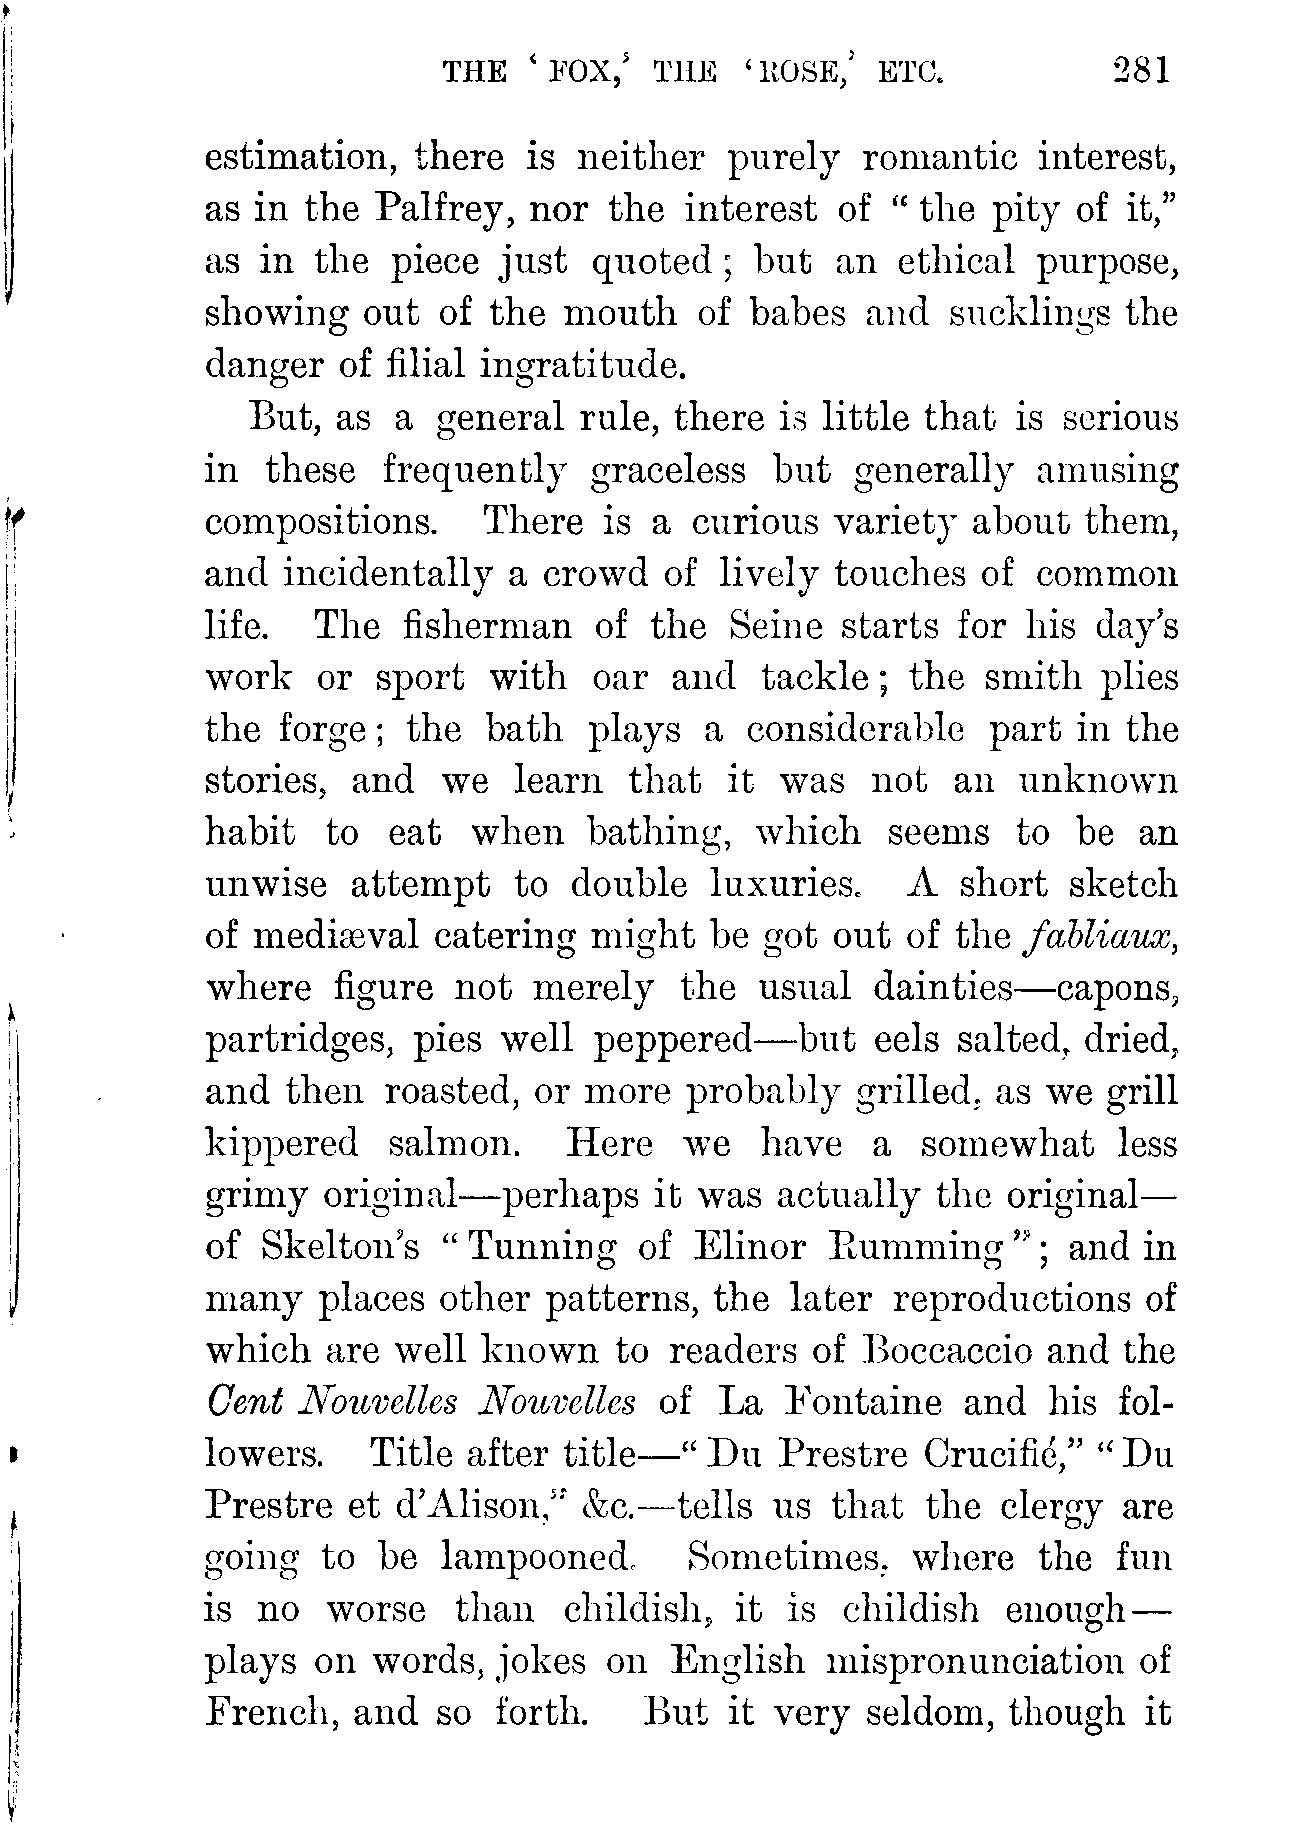 THE ‘ FOX,’ THE ‘ROSE,’ ETC. 281
estimation, there is neither purely romantic interest,
as in the Palfrey, nor the interest of “ the pity of it,”
as in the piece just quoted ; but an ethical purpose,
showing out of the mouth of babes and sucklings the
danger of filial ingratitude.
But, as a general rule, there is little that is serious
in these frequently graceless but generally amusing
compositions. There is a curious variety about them,
and incidentally a crowd of lively touches of common
life. The fisherman of the Seine starts for his day’s
work or sport with oar and tackle ; the smith plies
the forge ; the bath plays a considerable part in the
stories, and we learn that it was not an unknown
habit to eat when bathing, which seems to be an
unwise attempt to double luxuries. A short sketch
of mediæval catering might be got out of the fabliaux,
where figure not merely the usual dainties—capons,
partridges, pies well peppered—but eels salted, dried,
and then roasted, or more probably grilled, as we grill
kippered salmon. Here we have a somewhat less
grimy original—perhaps it was actually the original—
of Skelton’s “ Tunning of Elinor Rumming ” ; and in
many places other patterns, the later reproductions of
which are well known to readers of Boccaccio and the
Cent Nouvelles Nouvelles of La Fontaine and his fol-
lowers. Title after title—“ Du Prestre Crucifié,” “ Du
Prestre et d’Alison,” &c.—tells us that the clergy are
going to be lampooned. Sometimes, where the fun
is no worse than childish, it is childish enough—
plays on words, jokes on English mispronunciation of
French, and so forth. But it very seldom, though it